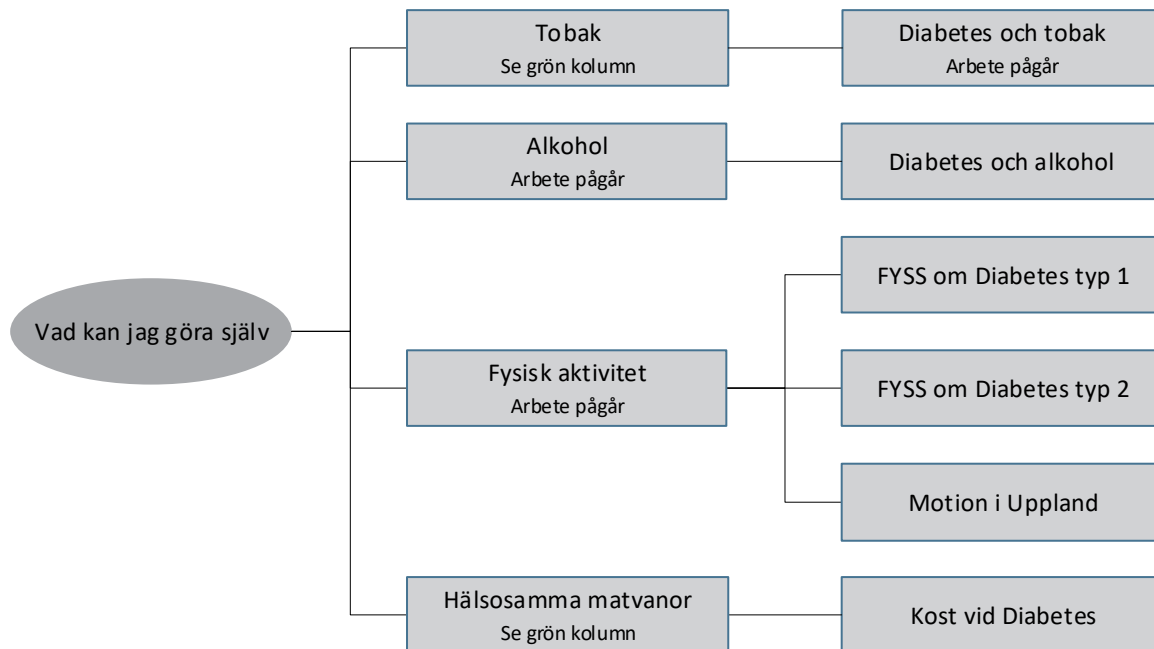 Tobak
Se grön kolumn
Diabetes och tobak
Arbete pågår
Alkohol
Arbete pågår
Diabetes och alkohol
FYSS om Diabetes typ 1
Vad kan jag göra själv
Fysisk aktivitet
Arbete pågår
FYSS om Diabetes typ 2
Motion i Uppland
Hälsosamma matvanor
Se grön kolumn
Kost vid Diabetes